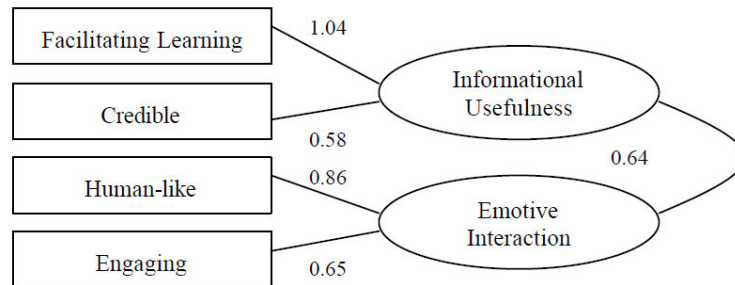 Facilitating Learning
1.04
Informational
Usefulness
Credible
0.58
0.64
Human-like
0.86
Emotive
Interaction
Engaging
0.65